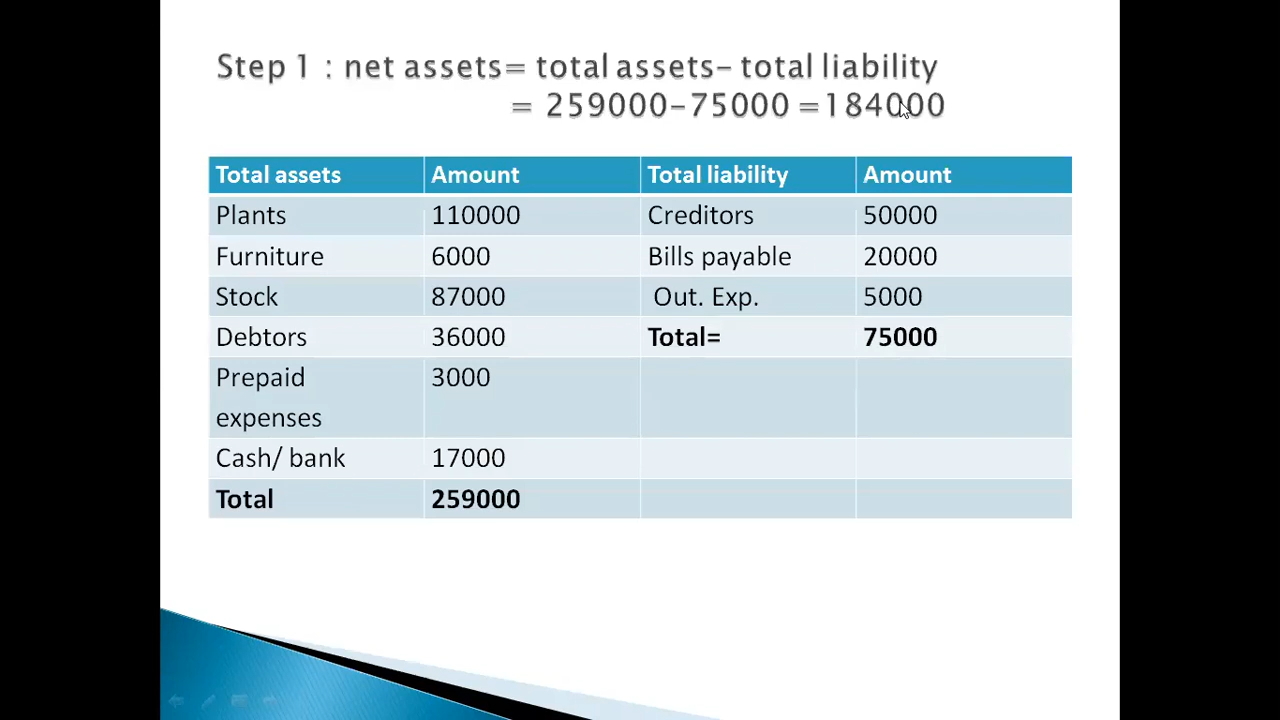 Step 1 : net assets= total assets- total liability
= 259000-75000 =184000
Total assets Amount Total liability Amount
Plants 110000 Creditors 50000
Furniture 6000 Bills payable 20000
Stock 87000 Out. Exp. 5000
Debtors 36000 Total= 75000
Prepaid 3000
expenses
Cash/ bank 17000
Total 259000